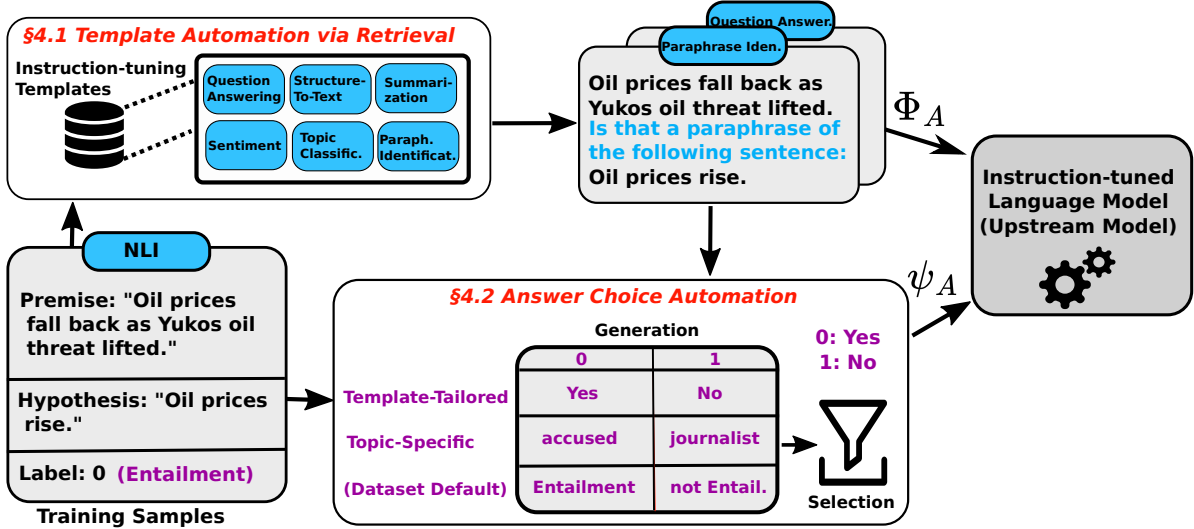 §4.1 Template Automation via Retrieval
Instruction-tuning
Templates
Question
Answering
Structure-
To-Text
Summari-
zation
Sentiment
Topic
Classific.
Paraph.
Identificat.
Question Answer.
Paraphrase Iden.
Oil prices fall back as
Yukos oil threat lifted.
Is that a paraphrase of
the following sentence:
Oil prices rise.
Φ_A
Instruction-tuned
Language Model
(Upstream Model)
ψ_A
NLI
Premise: "Oil prices
fall back as Yukos oil
threat lifted."
Hypothesis: "Oil prices
rise."
Label: 0 (Entailment)
Training Samples
§4.2 Answer Choice Automation
Generation
0 1
Template-Tailored Yes No
Topic-Specific accused journalist
(Dataset Default) Entailment not Entail.
0: Yes
1: No
Selection